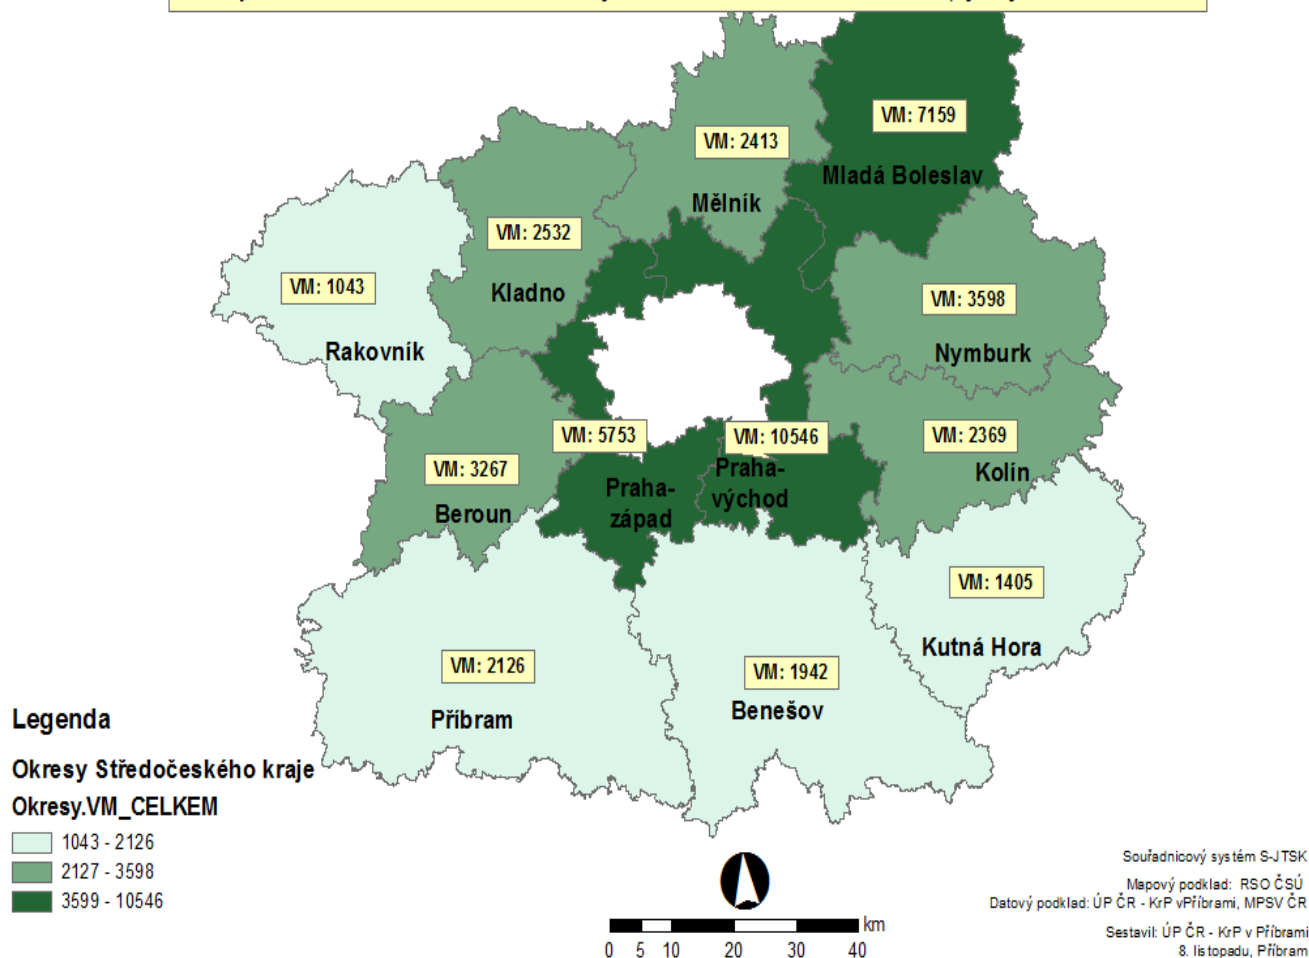 VM: 7159
VM: 2413
Mladá Boleslav
Mělník
VM: 2532
VM: 1043
Kladno
VM: 3598
Rakovník
Nymburk
VM: 5753
VM: 10546
VM: 2369
VM: 3267
Kolín
Praha-
západ
Praha-
východ
Beroun
VM: 1405
Kutná Hora
VM: 2126
VM: 1942
Příbram
Benešov
Legenda
Okresy Středočeského kraje
Okresy.VM_CELKEM
1043 - 2126
2127 - 3598
3599 - 10546
km
0 5 10 20 30 40
Souřadnicový systém S-JTSK
Mapový podklad: RSO ČSÚ
Datový podklad: ÚP ČR - KrP vPříbrami, MPSV ČR
Sestavil: ÚP ČR - KrP v Příbrami
8. listopadu, Příbram